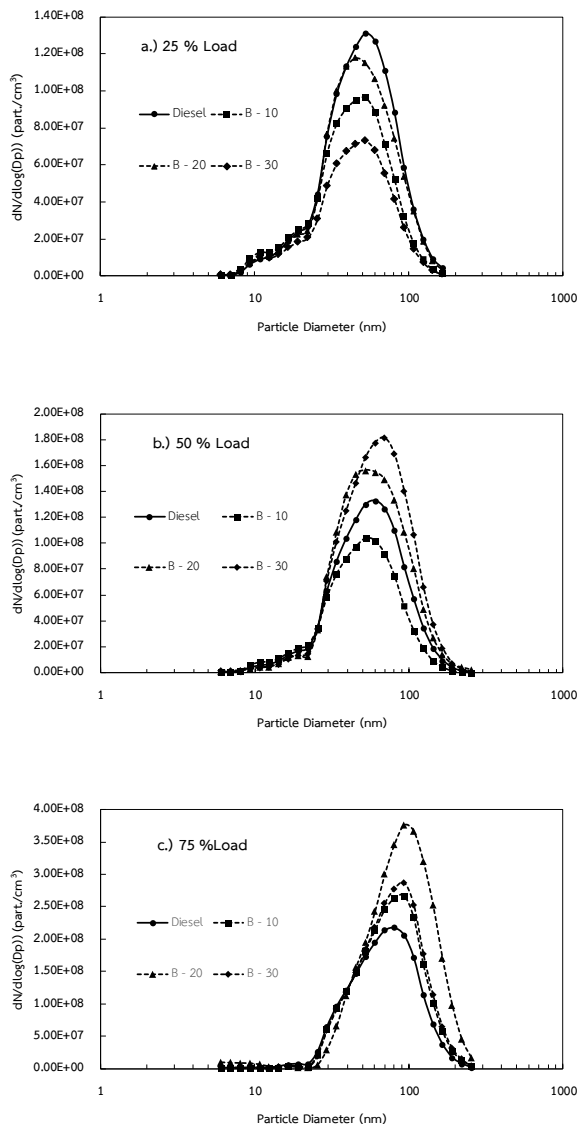 1.40E+08
a.) 25 % Load
1.20E+08
1.00E+08
Diesel B - 10
8.00E+07
6.00E+07
B - 20 B - 30
4.00E+07
2.00E+07
0.00E+00
dN/dlog(Dp)) (part./cm³)
1 10 100 1000
Particle Diameter (nm)
2.00E+08
1.80E+08
b.) 50 % Load
1.60E+08
1.40E+08
1.20E+08
Diesel B - 10
1.00E+08
8.00E+07
B - 20 B - 30
6.00E+07
4.00E+07
2.00E+07
0.00E+00
dN/dlog(Dp)) (part./cm³)
1 10 100 1000
Particle Diameter (nm)
4.00E+08
3.50E+08
c.) 75 %Load
3.00E+08
2.50E+08
Diesel B - 10
2.00E+08
1.50E+08
B - 20 B - 30
1.00E+08
5.00E+07
0.00E+00
dN/dlog(Dp)) (part./cm³)
1 10 100 1000
Particle Diameter (nm)